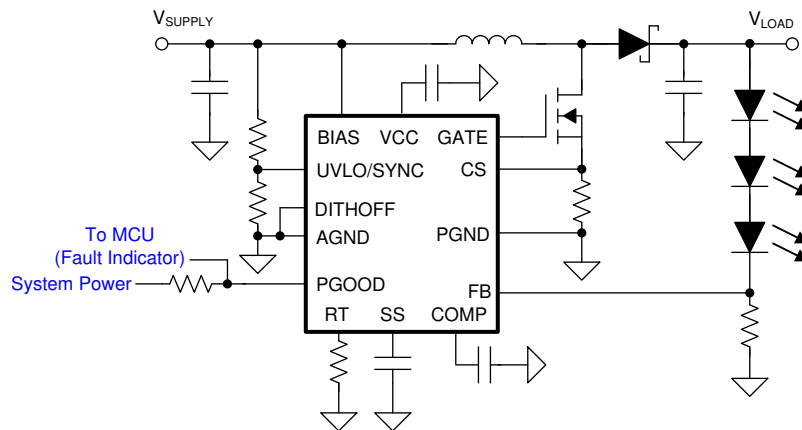 VSUPPLY
VLOAD
BIAS VCC GATE
UVLO/SYNC CS
DITHOFF
AGND PGND
To MCU
(Fault Indicator)
System Power
PGOOD
FB
RT SS COMP